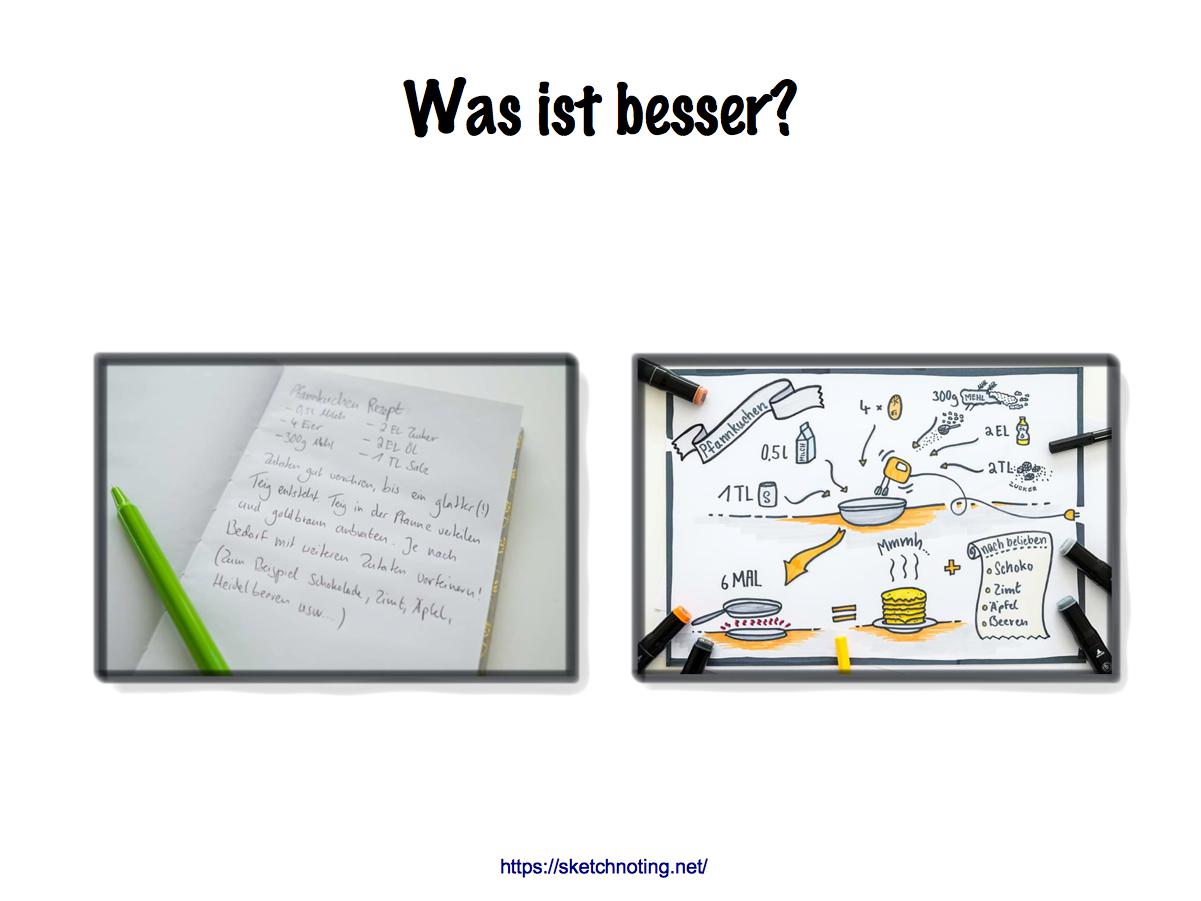 Was ist besser?
Pfannkuchen Rezept
- 0,5L Milch
- 4 Eier
- 300g Mehl
- 2 EL Zucker
- 2 EL ÖL
- 1 TL Salz
Zutaten gut verrühren, bis ein glatter(!)
Teig entsteht. Teig in der Pfanne verteilen
und goldbraun anbraten. Je nach
Bedarf mit weiteren Zutaten verfeinern!
(Zum Beispiel Schokolade, Zimt, Äpfel,
Heidelbeeren usw...)
Pfannkuchen
4 x
Ei
300g
MEHL
0,5L
MILCH
2EL
ÖL
2TL
ZUCKER
1TL
S
Mmmh...
6 MAL
=
+
nach belieben
Schoko
Zimt
Äpfel
Beeren
https://sketchnoting.net/